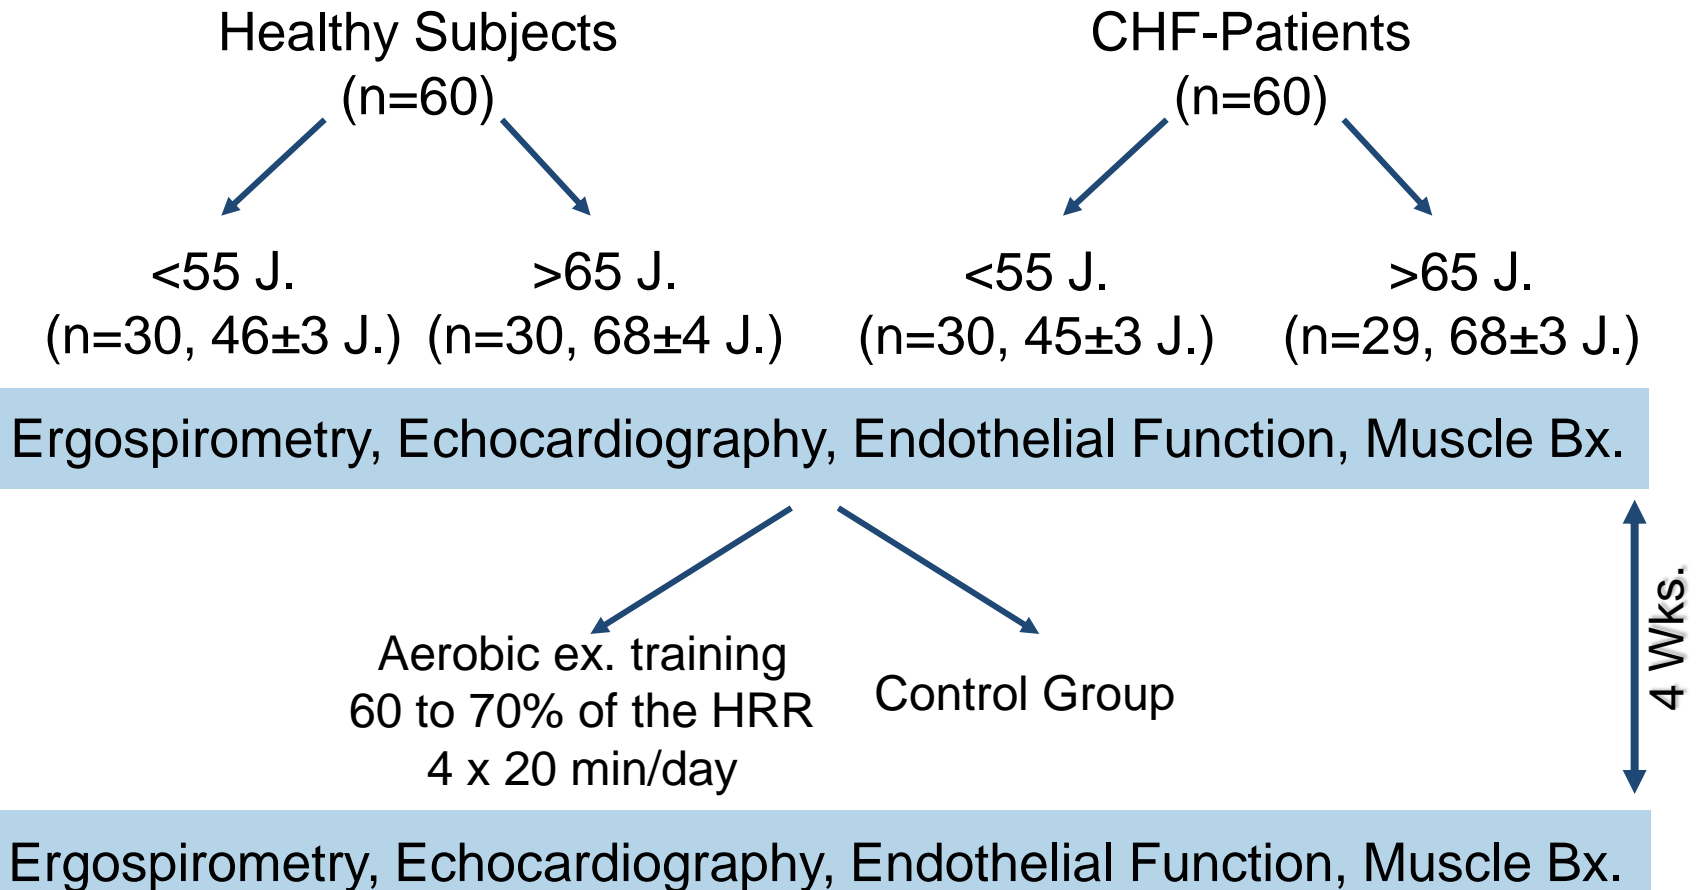 Healthy Subjects
(n=60)
CHF-Patients
(n=60)
<55 J.
(n=30, 46±3 J.)
>65 J.
(n=30, 68±4 J.)
<55 J.
(n=30, 45±3 J.)
>65 J.
(n=29, 68±3 J.)
Ergospirometry, Echocardiography, Endothelial Function, Muscle Bx.
Aerobic ex. training
60 to 70% of the HRR
4 x 20 min/day
Control Group
4 Wks.
Ergospirometry, Echocardiography, Endothelial Function, Muscle Bx.